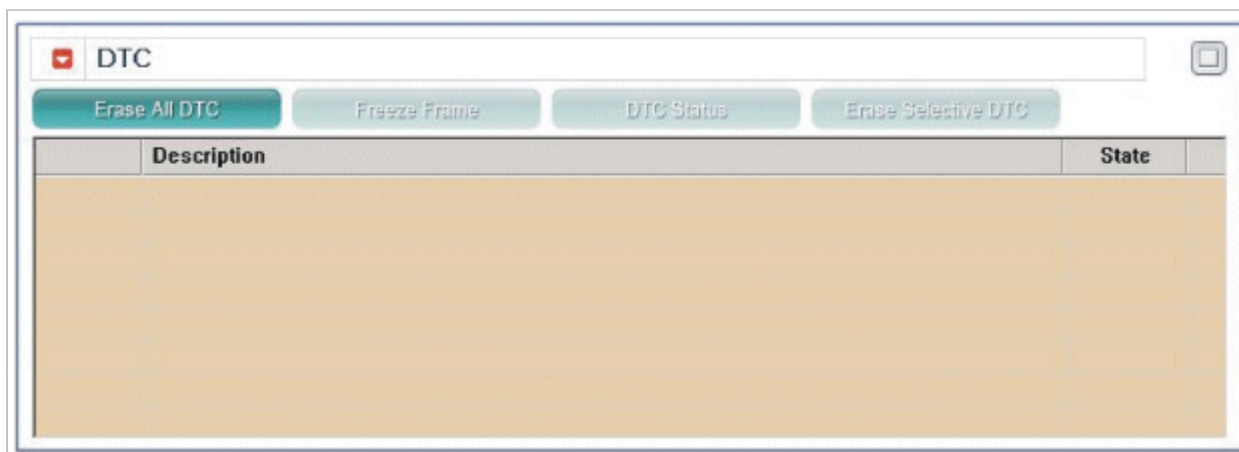 DTC
Erase All DTC Freeze Frame DTC Status Erase Selective DTC
Description State